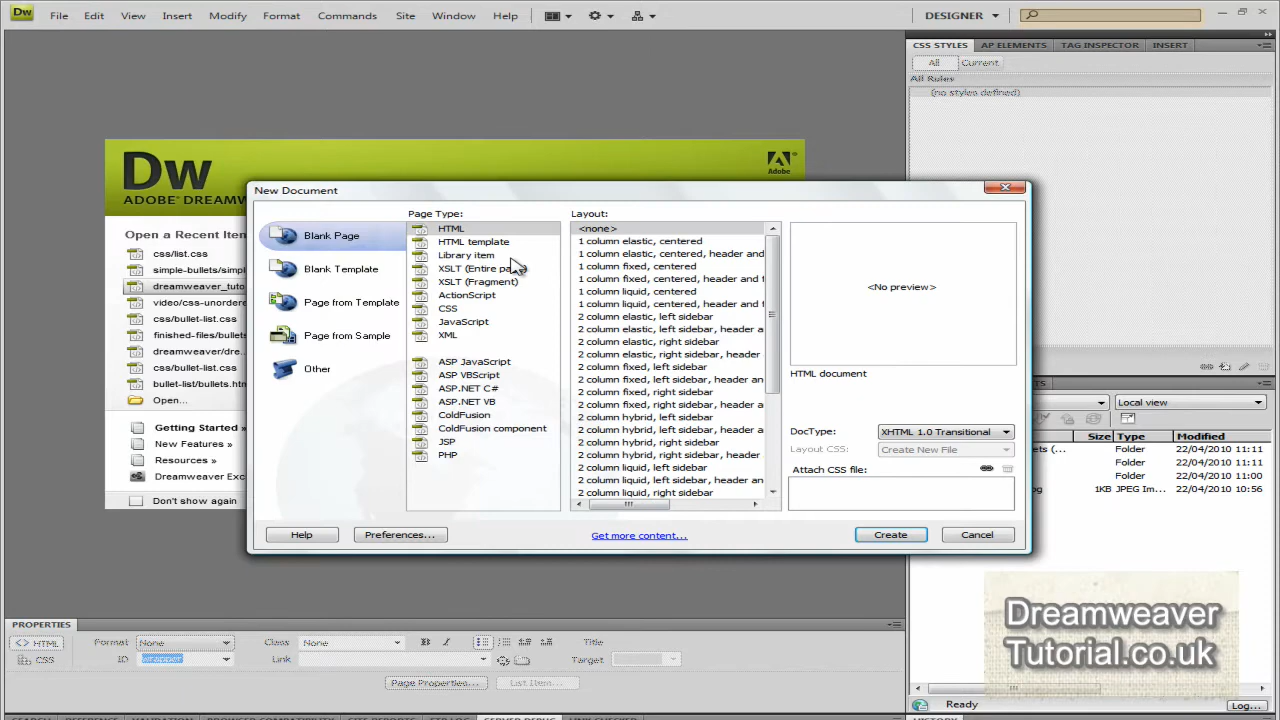 Dw File Edit View Insert Modify Format Commands Site Window Help DESIGNER
CSS STYLES AP ELEMENTS TAG INSPECTOR INSERT
All Current
All Rules
(no styles defined)
Dw
Adobe
ADOBE® DREAMW
Open a Recent Iten
css/list.css
simple-bullets/simpl
dreamweaver_tuto
video/css-unordere
css/bullet-list.css
finished-files/bullets
dreamweaver/dre...
css/bullet-list.css
bullet-list/bullets.htm
Open...
Getting Started »
New Features »
Resources »
Dreamweaver Exc
Don't show again
New Document
Blank Page
Blank Template
Page from Template
Page from Sample
Other
Page Type:
HTML
HTML template
Library item
XSLT (Entire pa
XSLT (Fragment)
ActionScript
CSS
JavaScript
XML
ASP JavaScript
ASP VBScript
ASP.NET C#
ASP.NET VB
ColdFusion
ColdFusion component
JSP
PHP
Layout:
<none>
1 column elastic, centered
1 column elastic, centered, header and
1 column fixed, centered
1 column fixed, centered, header and f
1 column liquid, centered
1 column liquid, centered, header and f
2 column elastic, left sidebar
2 column elastic, left sidebar, header a
2 column elastic, right sidebar
2 column elastic, right sidebar, header
2 column fixed, left sidebar
2 column fixed, left sidebar, header and
2 column fixed, right sidebar
2 column fixed, right sidebar, header a
2 column hybrid, left sidebar
2 column hybrid, left sidebar, header a
2 column hybrid, right sidebar
2 column hybrid, right sidebar, header
2 column liquid, left sidebar
2 column liquid, left sidebar, header an
2 column liquid, right sidebar
<No preview>
HTML document
DocType: XHTML 1.0 Transitional
Layout CSS: Create New File
Attach CSS file:
Help Preferences... Get more content... Create Cancel
Local view
Size Type Modified
Folder 22/04/2010 11:11
Folder 22/04/2010 11:11
Folder 22/04/2010 11:00
1KB JPEG Im... 22/04/2010 10:56
Dreamweaver
Tutorial.co.uk
Ready Log...
PROPERTIES
<> HTML Format None Class None B I Title
CSS ID Link Target
Page Properties... List Item...